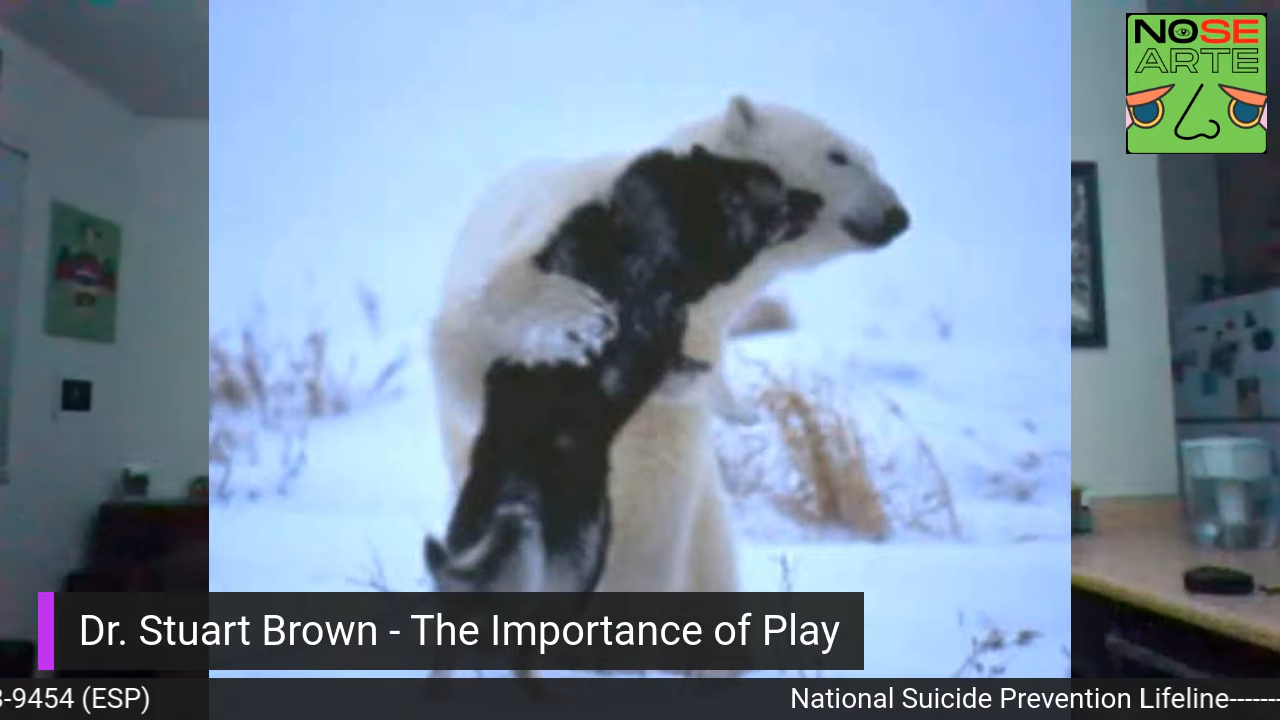 NOSE
ARTE
Dr. Stuart Brown - The Importance of Play
-9454 (ESP)
National Suicide Prevention Lifeline-------